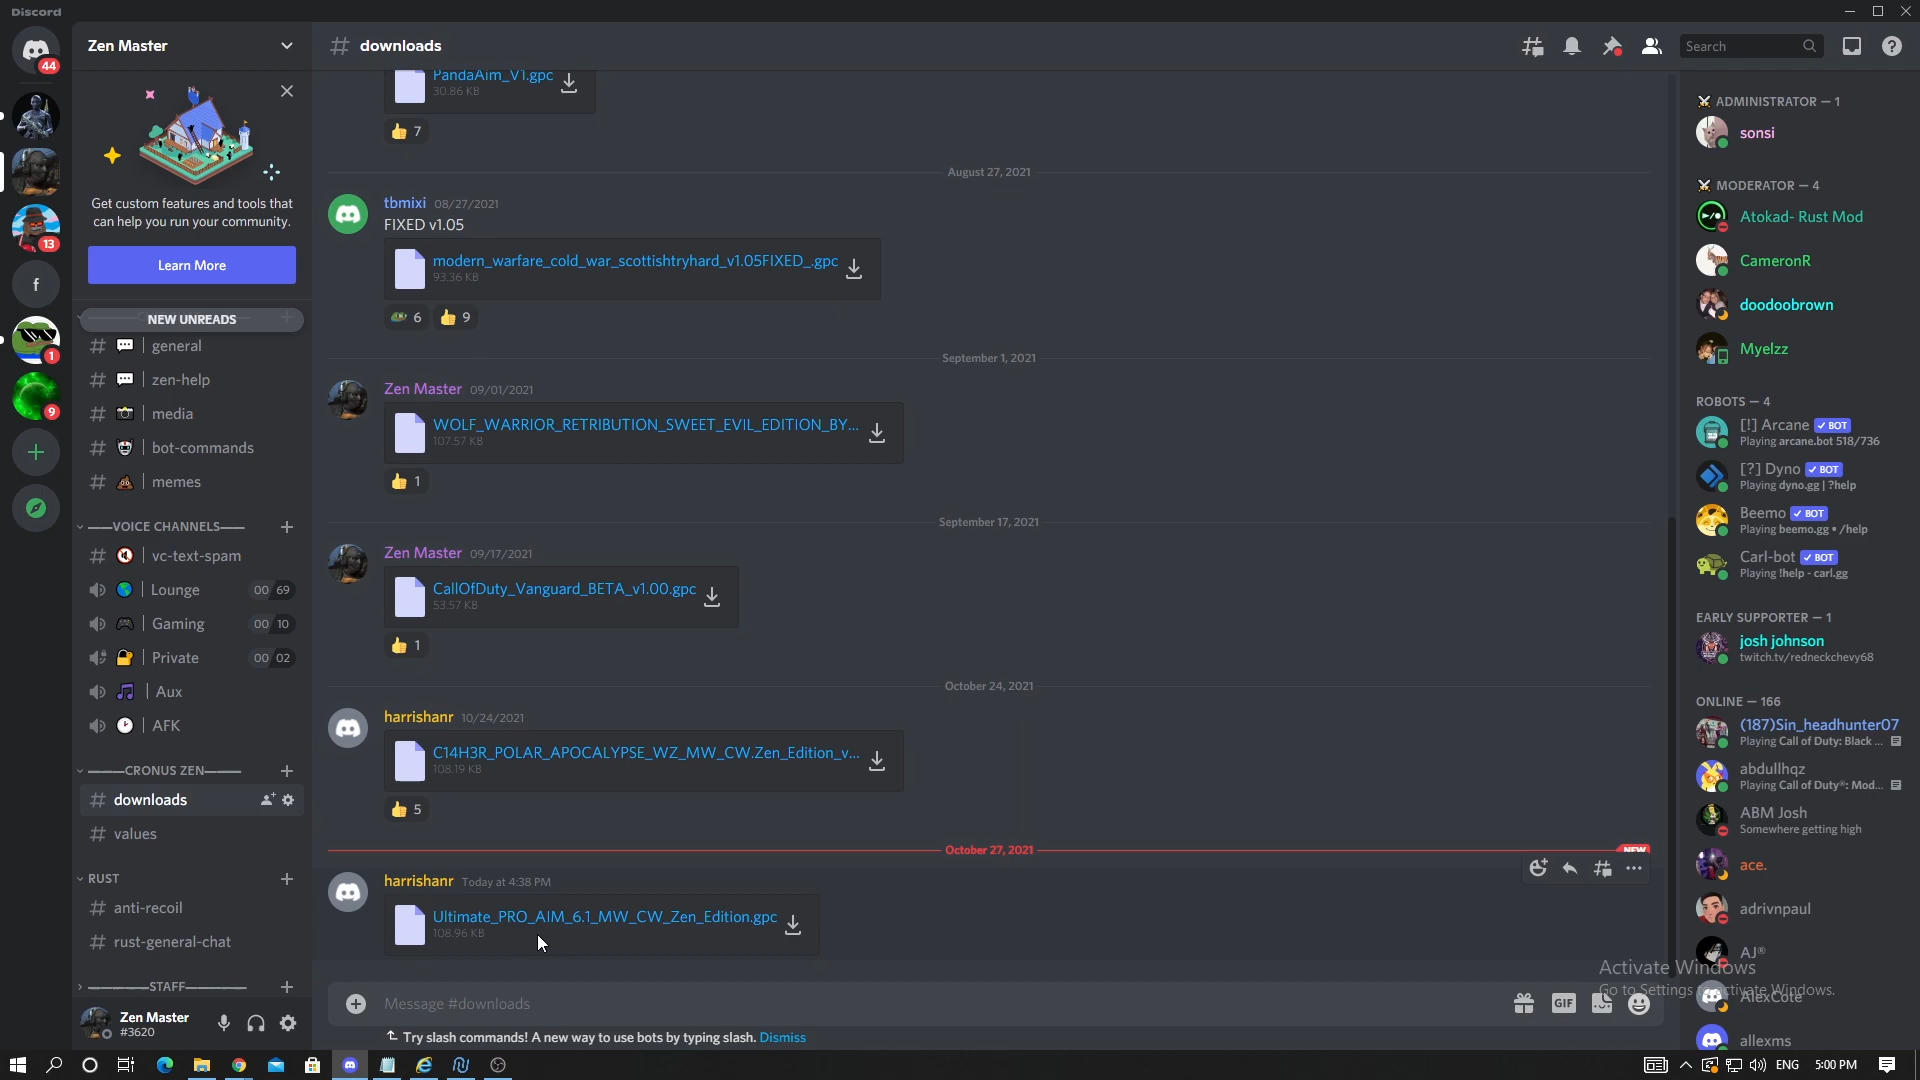 Discord
44
13
f
1
9
Zen Master
Get custom features and tools that
can help you run your community.
Learn More
NEW UNREADS
general
zen-help
media
bot-commands
memes
VOICE CHANNELS
vc-text-spam
Lounge 00 69
Gaming 00 10
Private 00 02
Aux
AFK
CRONUS ZEN
downloads
values
RUST
anti-recoil
rust-general-chat
STAFF
Zen Master
#3620
# downloads
Search
PandaAim_V1.gpc
30.86 KB
7
August 27, 2021
tbmixi 08/27/2021
FIXED v1.05
modern_warfare_cold_war_scottishtryhard_v1.05FIXED_.gpc
93.36 KB
6 9
September 1, 2021
Zen Master 09/01/2021
WOLF_WARRIOR_RETRIBUTION_SWEET_EVIL_EDITION_BY...
107.57 KB
1
September 17, 2021
Zen Master 09/17/2021
CallOfDuty_Vanguard_BETA_v1.00.gpc
53.57 KB
1
October 24, 2021
harrishanr 10/24/2021
C14H3R_POLAR_APOCALYPSE_WZ_MW_CW.Zen_Edition_v...
108.19 KB
5
October 27, 2021
NEW
harrishanr Today at 4:38 PM
Ultimate_PRO_AIM_6.1_MW_CW_Zen_Edition.gpc
108.96 KB
Message #downloads
GIF
Try slash commands! A new way to use bots by typing slash. Dismiss
ADMINISTRATOR — 1
sonsi
MODERATOR — 4
Atokad- Rust Mod
CameronR
doodoobrown
Myelzz
ROBOTS — 4
[!] Arcane ✓ BOT
Playing arcane.bot 518/736
[?] Dyno ✓ BOT
Playing dyno.gg | ?help
Beemo ✓ BOT
Playing beemo.gg • /help
Carl-bot ✓ BOT
Playing !help - carl.gg
EARLY SUPPORTER — 1
josh johnson
twitch.tv/redneckchevy68
ONLINE — 166
(187)Sin_headhunter07
Playing Call of Duty: Black ...
abdullhqz
Playing Call of Duty®: Mod...
ABM Josh
Somewhere getting high
ace.
adrivnpaul
AJ®
Activate Windows
Go to Settings to activate Windows.
AlexCote
allexms
ENG 5:00 PM